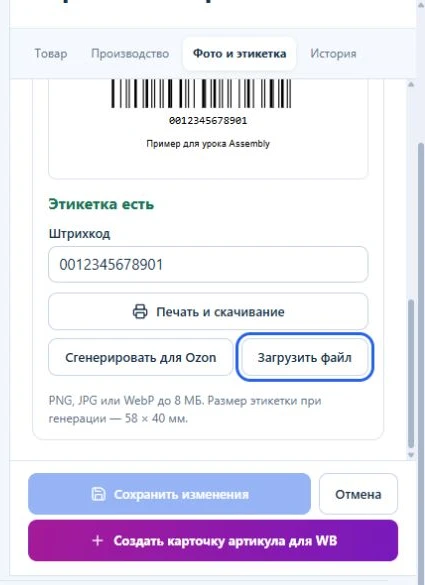 Товар Производство Фото и этикетка История
0012345678901
Пример для урока Assembly
Этикетка есть
Штрихкод
0012345678901
Печать и скачивание
Сгенерировать для Ozon Загрузить файл
PNG, JPG или WebP до 8 МБ. Размер этикетки при
генерации — 58 × 40 мм.
Сохранить изменения Отмена
+ Создать карточку артикула для WB